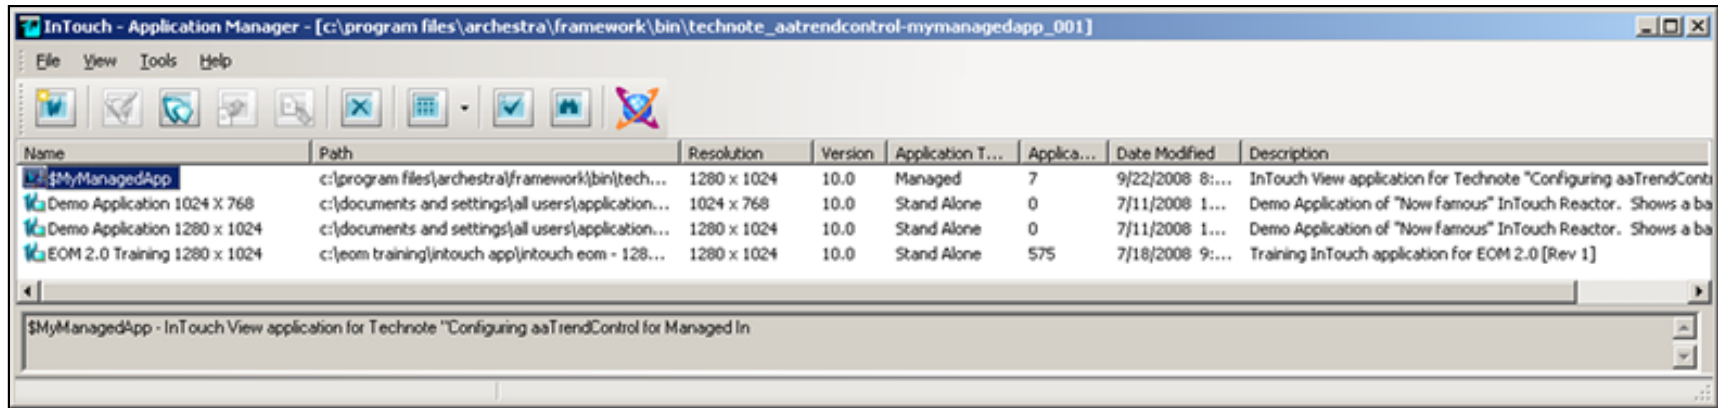 InTouch - Application Manager - [c:\program files\archestra\framework\bin\technote_aatrendcontrol-mymanagedapp_001]
File View Tools Help
Name Path Resolution Version Application T... Applica... Date Modified Description
$MyManagedApp c:\program files\archestra\framework\bin\tech... 1280 x 1024 10.0 Managed 7 9/22/2008 8:... InTouch View application for Technote "Configuring aaTrendConti
Demo Application 1024 X 768 c:\documents and settings\all users\application... 1024 x 768 10.0 Stand Alone 0 7/11/2008 1... Demo Application of "Now famous" InTouch Reactor. Shows a ba
Demo Application 1280 x 1024 c:\documents and settings\all users\application... 1280 x 1024 10.0 Stand Alone 0 7/11/2008 1... Demo Application of "Now famous" InTouch Reactor. Shows a ba
EOM 2.0 Training 1280 x 1024 c:\eom training\intouch app\intouch eom - 128... 1280 x 1024 10.0 Stand Alone 575 7/18/2008 9:... Training InTouch application for EOM 2.0 [Rev 1]
$MyManagedApp - InTouch View application for Technote "Configuring aaTrendControl for Managed In